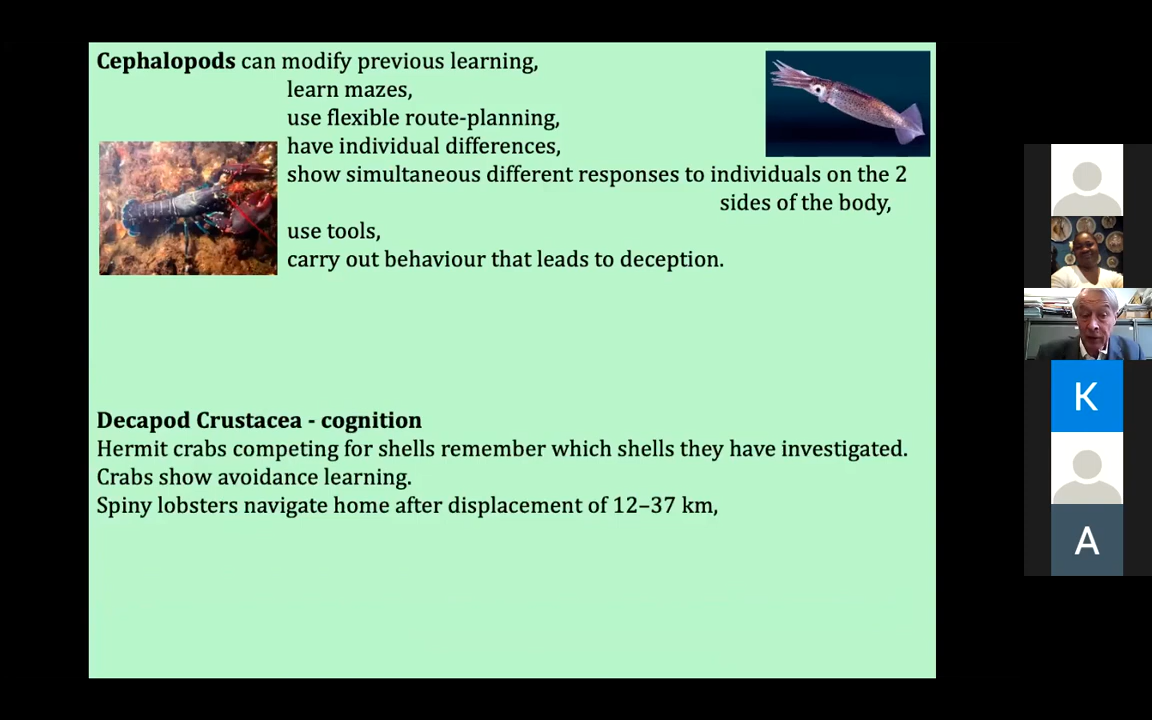 Cephalopods can modify previous learning,
learn mazes,
use flexible route-planning,
have individual differences,
show simultaneous different responses to individuals on the 2
sides of the body,
use tools,
carry out behaviour that leads to deception.
Decapod Crustacea - cognition
Hermit crabs competing for shells remember which shells they have investigated.
Crabs show avoidance learning.
Spiny lobsters navigate home after displacement of 12–37 km,
K
A